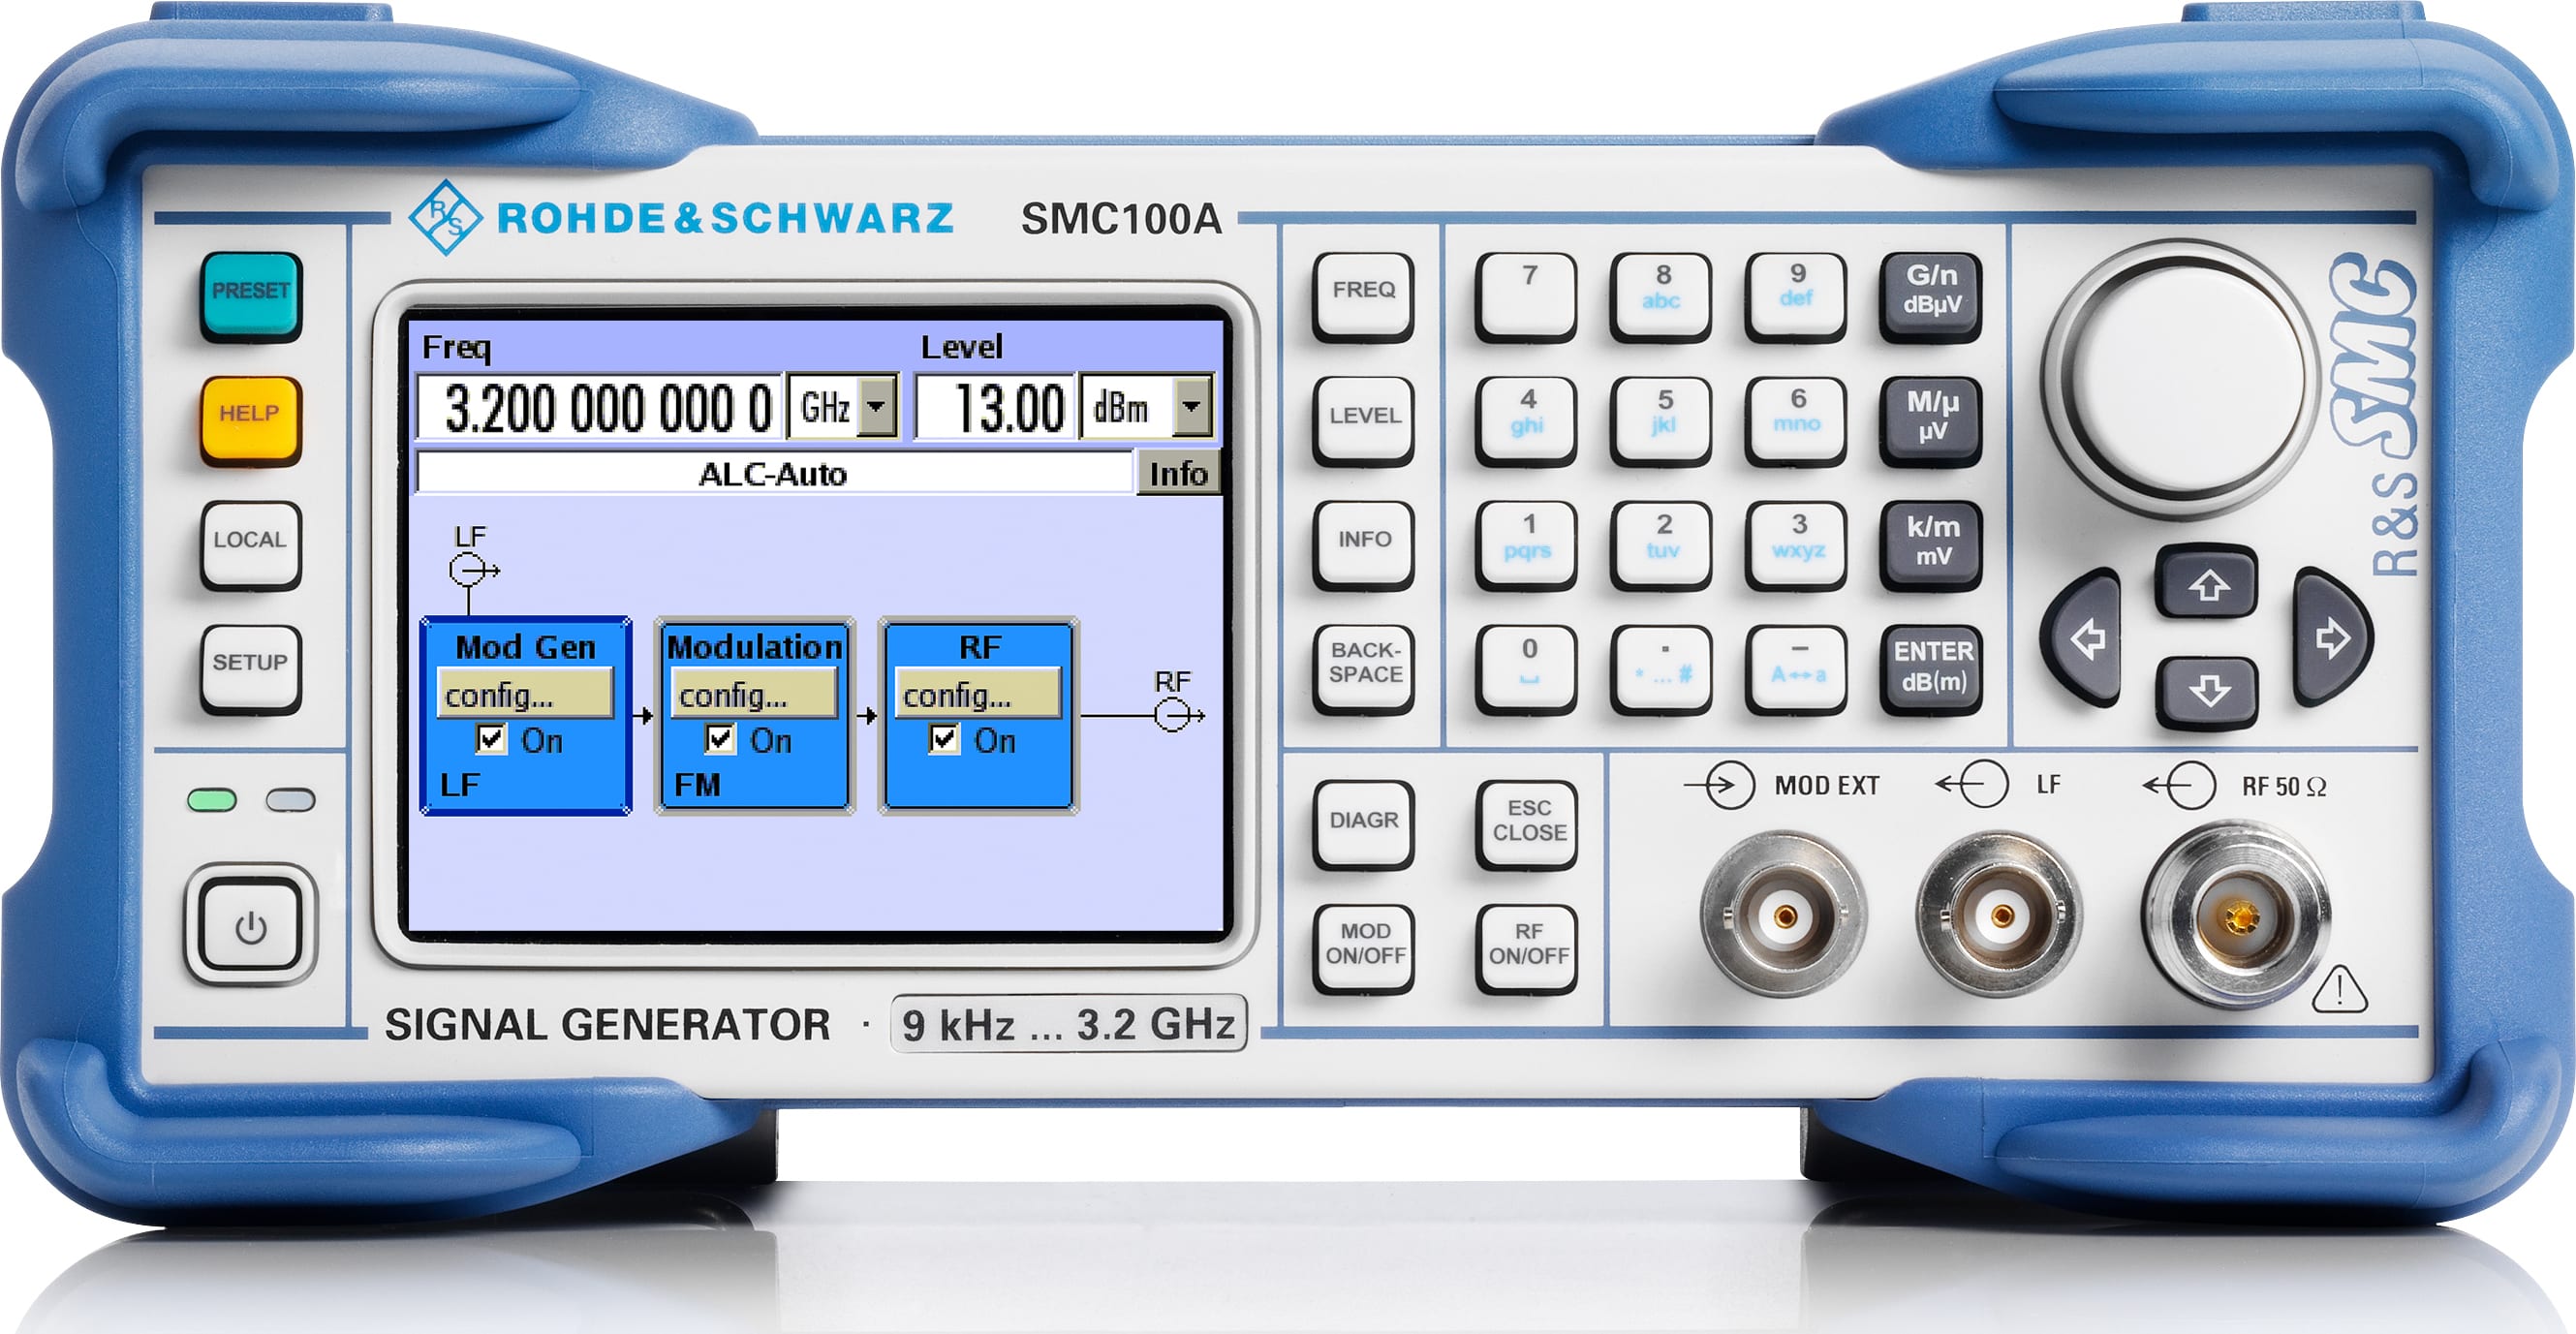 R S
ROHDE&SCHWARZ SMC100A
PRESET
HELP
LOCAL
SETUP
Freq Level
3.200 000 000 0 GHz 13.00 dBm
ALC-Auto Info
LF
Mod Gen Modulation RF
config... config... config...
On On On
LF FM
RF
SIGNAL GENERATOR · 9 kHz ... 3.2 GHz
FREQ
LEVEL
INFO
BACK-
SPACE
7 8 9 G/n
abc def dBµV
4 5 6 M/µ
ghi jkl mno µV
1 2 3 k/m
pqrs tuv wxyz mV
0 . – ENTER
␣ * ... # A↔a dB(m)
DIAGR
ESC
CLOSE
MOD
ON/OFF
RF
ON/OFF
R&S SMC
MOD EXT LF RF 50 Ω